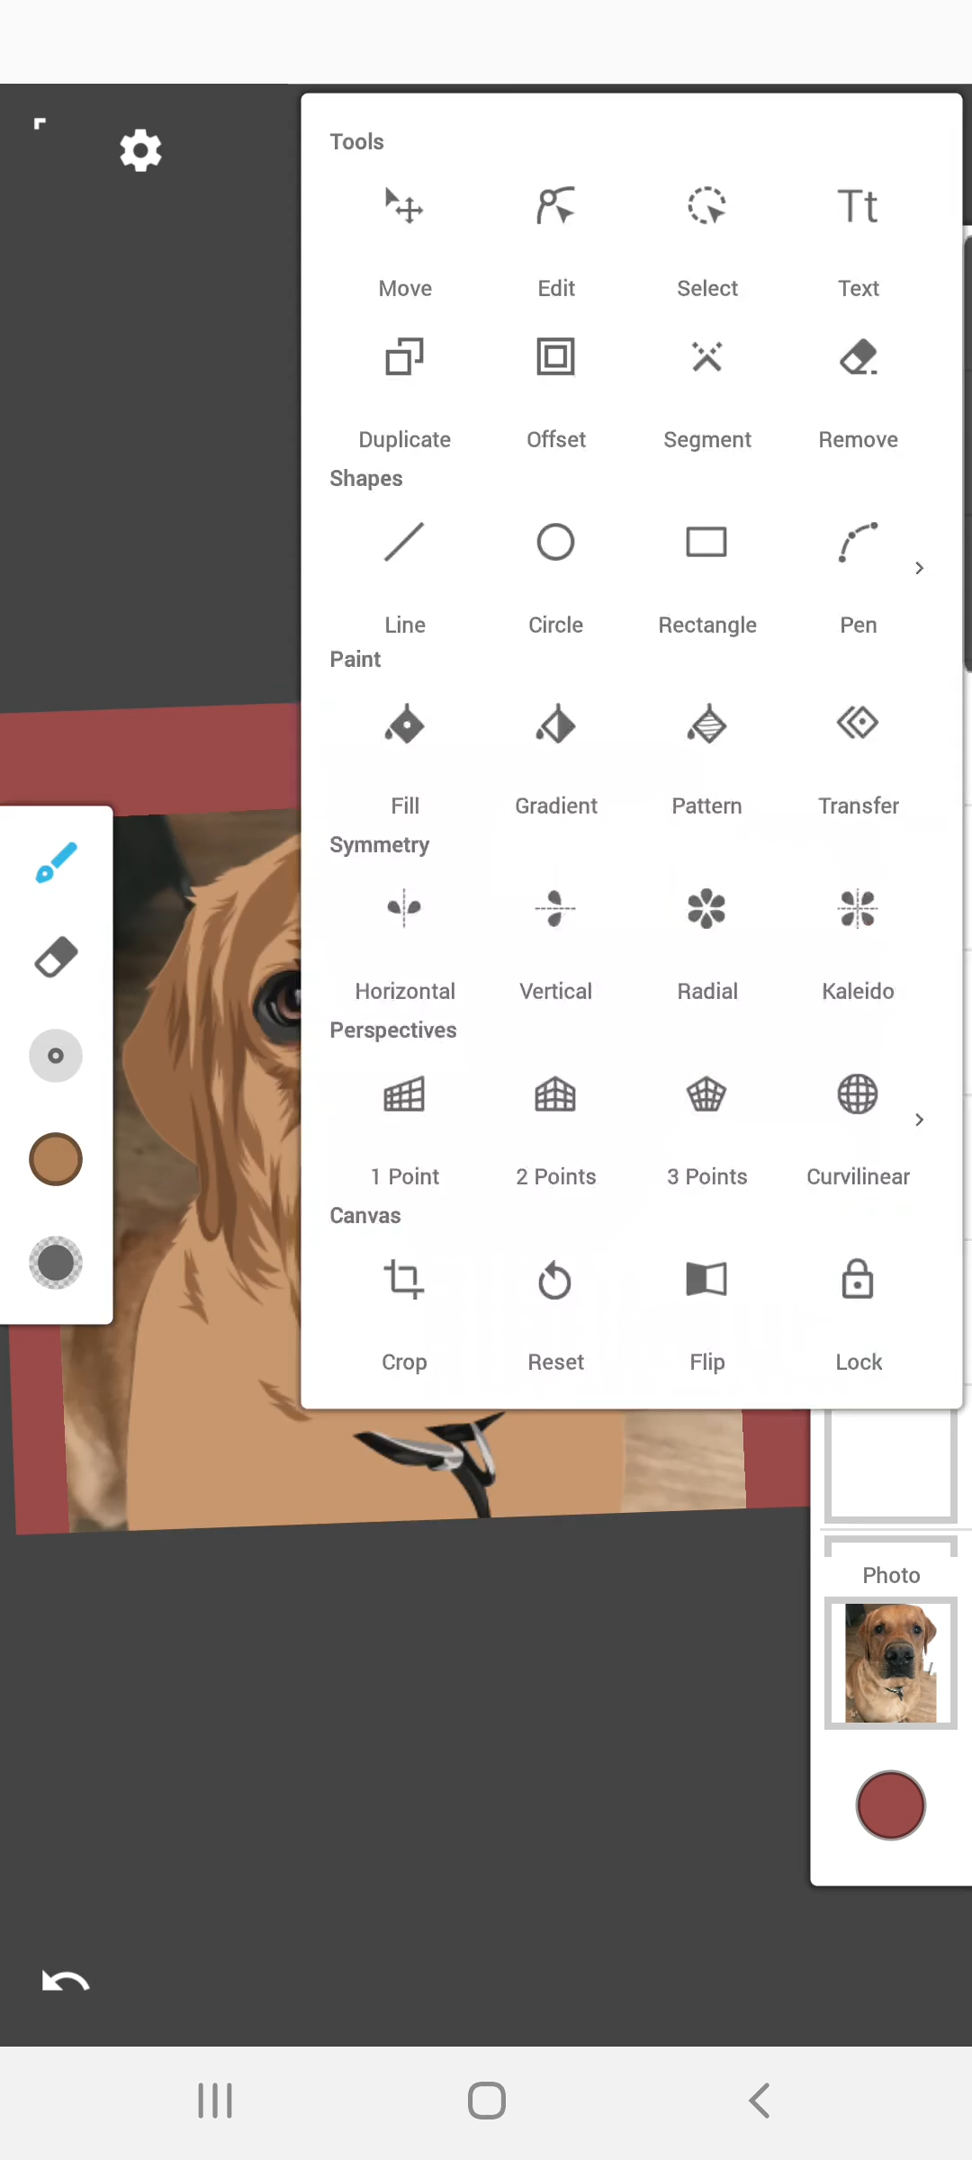 Tools
Move Edit Select Text
Duplicate Offset Segment Remove
Shapes
Line Circle Rectangle Pen
Paint
Fill Gradient Pattern Transfer
Symmetry
Horizontal Vertical Radial Kaleido
Perspectives
1 Point 2 Points 3 Points Curvilinear
Canvas
Crop Reset Flip Lock
Photo